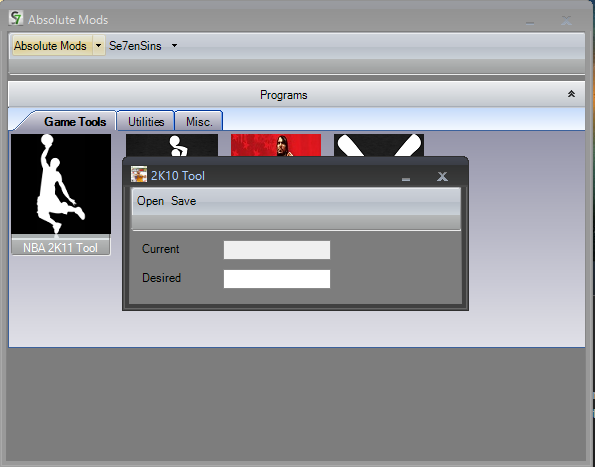 Absolute Mods
Absolute Mods Se7enSins
Programs
Game Tools Utilities Misc.
2K10 Tool
Open Save
Current
Desired
NBA 2K11 Tool